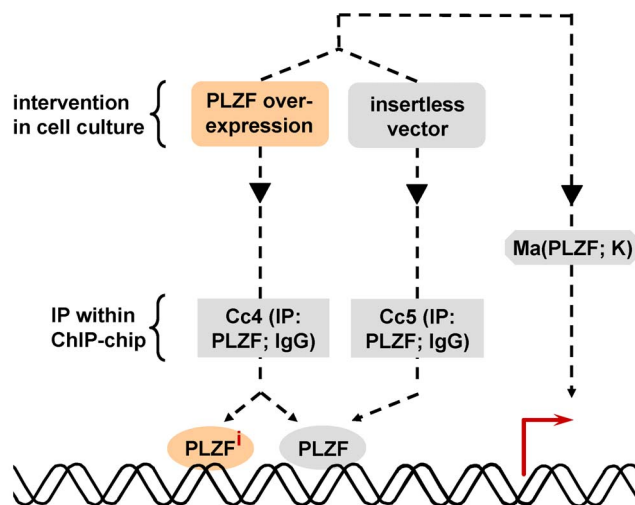 intervention
in cell culture
PLZF over-
expression
insertless
vector
Ma(PLZF; K)
IP within
ChIP-chip
Cc4 (IP:
PLZF; IgG)
Cc5 (IP:
PLZF; IgG)
PLZFi
PLZF